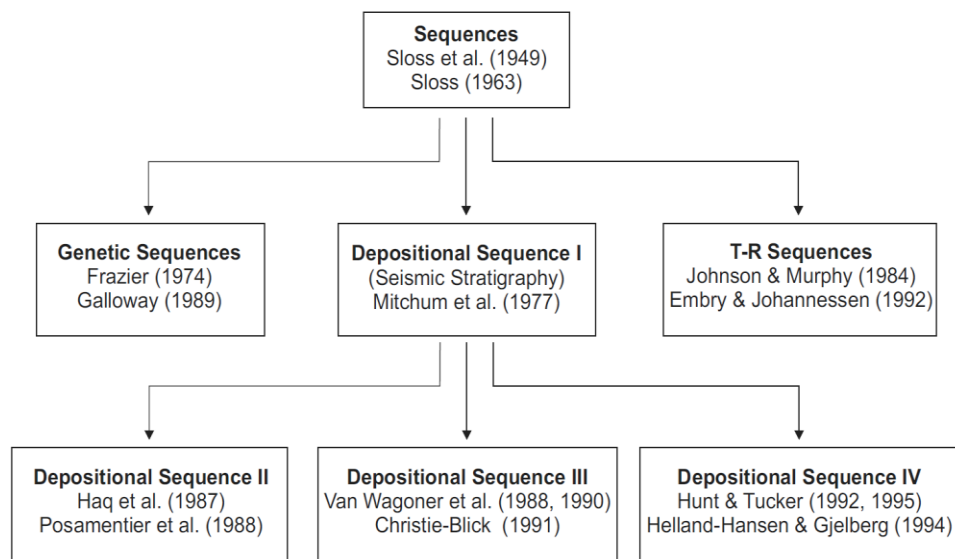 Sequences
Sloss et al. (1949)
Sloss (1963)
Genetic Sequences
Frazier (1974)
Galloway (1989)
Depositional Sequence I
(Seismic Stratigraphy)
Mitchum et al. (1977)
T-R Sequences
Johnson & Murphy (1984)
Embry & Johannessen (1992)
Depositional Sequence II
Haq et al. (1987)
Posamentier et al. (1988)
Depositional Sequence III
Van Wagoner et al. (1988, 1990)
Christie-Blick (1991)
Depositional Sequence IV
Hunt & Tucker (1992, 1995)
Helland-Hansen & Gjelberg (1994)